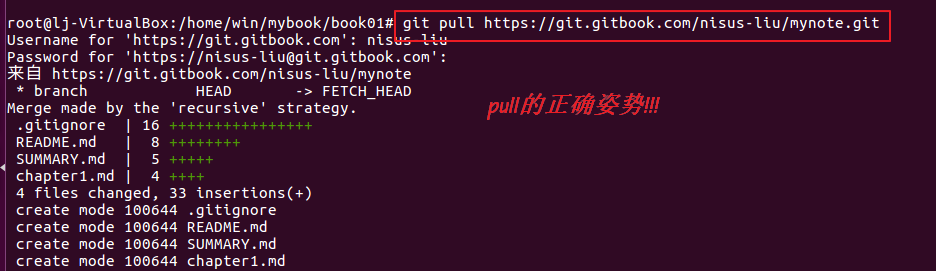 root@lj-VirtualBox:/home/win/mybook/book01# git pull https://git.gitbook.com/nisus-liu/mynote.git
Username for 'https://git.gitbook.com': nisus-liu
Password for 'https://nisus-liu@git.gitbook.com':
来自 https://git.gitbook.com/nisus-liu/mynote
 * branch            HEAD       -> FETCH_HEAD
Merge made by the 'recursive' strategy.
pull的正确姿势!!!
 .gitignore  | 16 ++++++++++++++++
 README.md   |  8 ++++++++
 SUMMARY.md  |  5 +++++
 chapter1.md |  4 ++++
 4 files changed, 33 insertions(+)
 create mode 100644 .gitignore
 create mode 100644 README.md
 create mode 100644 SUMMARY.md
 create mode 100644 chapter1.md